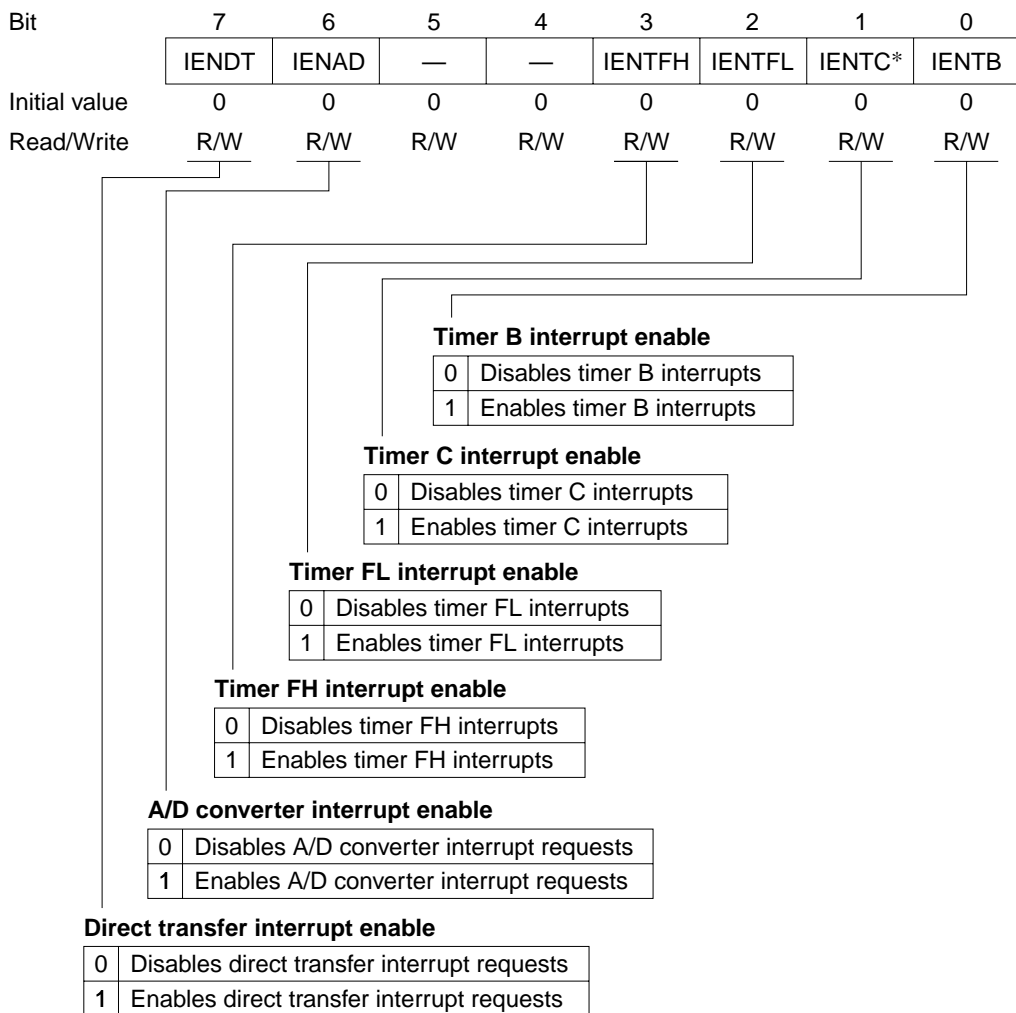 Bit 7 6 5 4 3 2 1 0
IENDT IENAD — — IENTFH IENTFL IENTC* IENTB
Initial value 0 0 0 0 0 0 0 0
Read/Write R/W R/W R/W R/W R/W R/W R/W R/W
Timer B interrupt enable
0 Disables timer B interrupts
1 Enables timer B interrupts
Timer C interrupt enable
0 Disables timer C interrupts
1 Enables timer C interrupts
Timer FL interrupt enable
0 Disables timer FL interrupts
1 Enables timer FL interrupts
Timer FH interrupt enable
0 Disables timer FH interrupts
1 Enables timer FH interrupts
A/D converter interrupt enable
0 Disables A/D converter interrupt requests
1 Enables A/D converter interrupt requests
Direct transfer interrupt enable
0 Disables direct transfer interrupt requests
1 Enables direct transfer interrupt requests